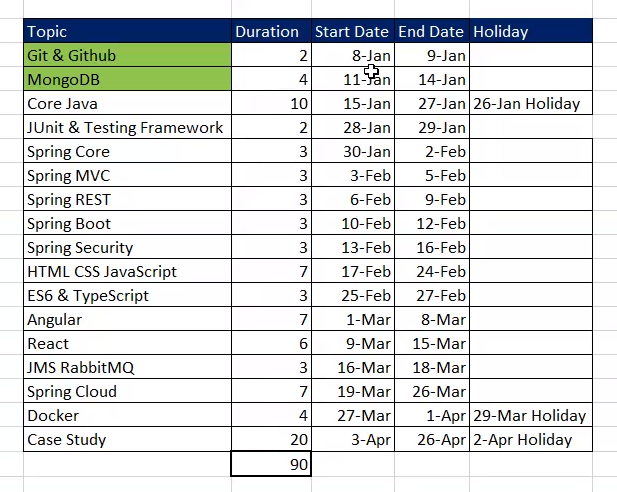 Topic Duration Start Date End Date Holiday
Git & Github 2 8-Jan 9-Jan
MongoDB 4 11-Jan 14-Jan
Core Java 10 15-Jan 27-Jan 26-Jan Holiday
JUnit & Testing Framework 2 28-Jan 29-Jan
Spring Core 3 30-Jan 2-Feb
Spring MVC 3 3-Feb 5-Feb
Spring REST 3 6-Feb 9-Feb
Spring Boot 3 10-Feb 12-Feb
Spring Security 3 13-Feb 16-Feb
HTML CSS JavaScript 7 17-Feb 24-Feb
ES6 & TypeScript 3 25-Feb 27-Feb
Angular 7 1-Mar 8-Mar
React 6 9-Mar 15-Mar
JMS RabbitMQ 3 16-Mar 18-Mar
Spring Cloud 7 19-Mar 26-Mar
Docker 4 27-Mar 1-Apr 29-Mar Holiday
Case Study 20 3-Apr 26-Apr 2-Apr Holiday
90